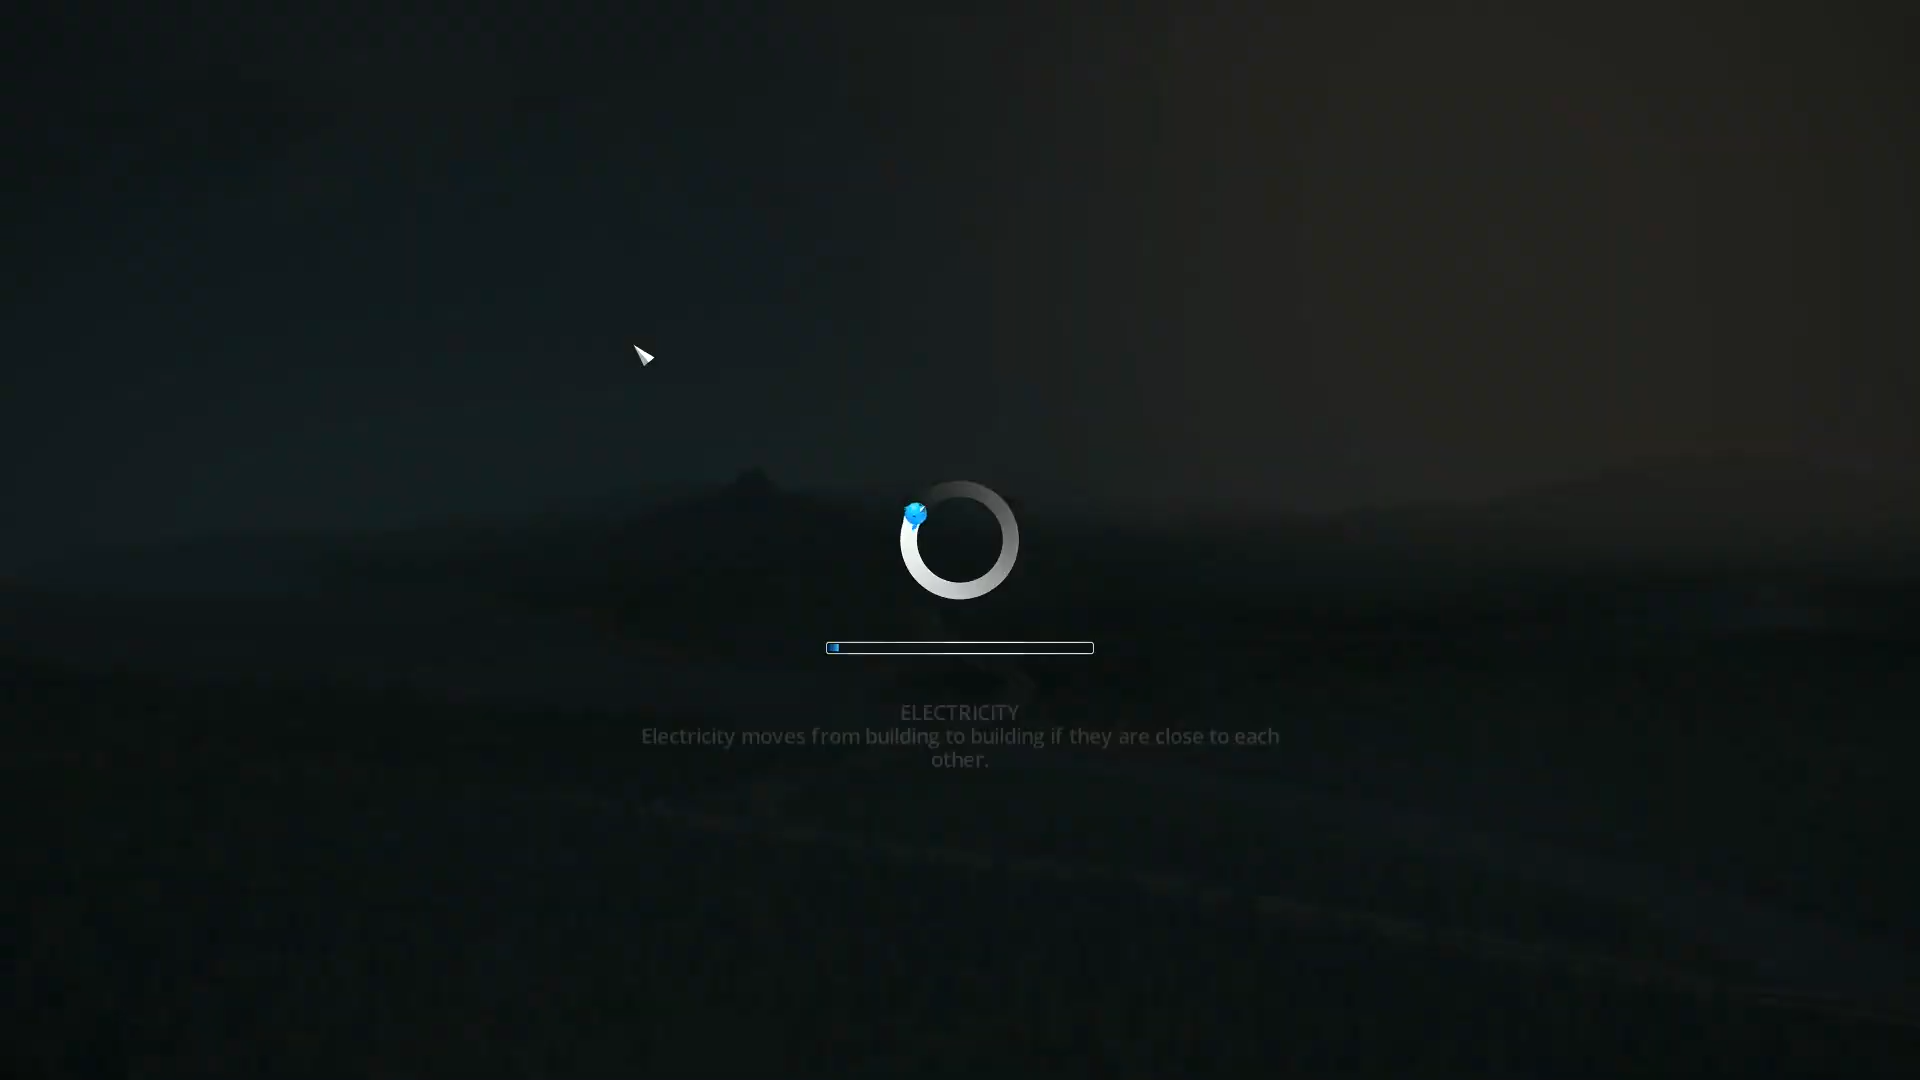 ELECTRICITY
Electricity moves from building to building if they are close to each
other.